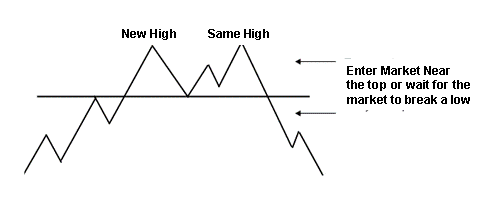 New High
Same High
Enter Market Near
the top or wait for the
market to break a low